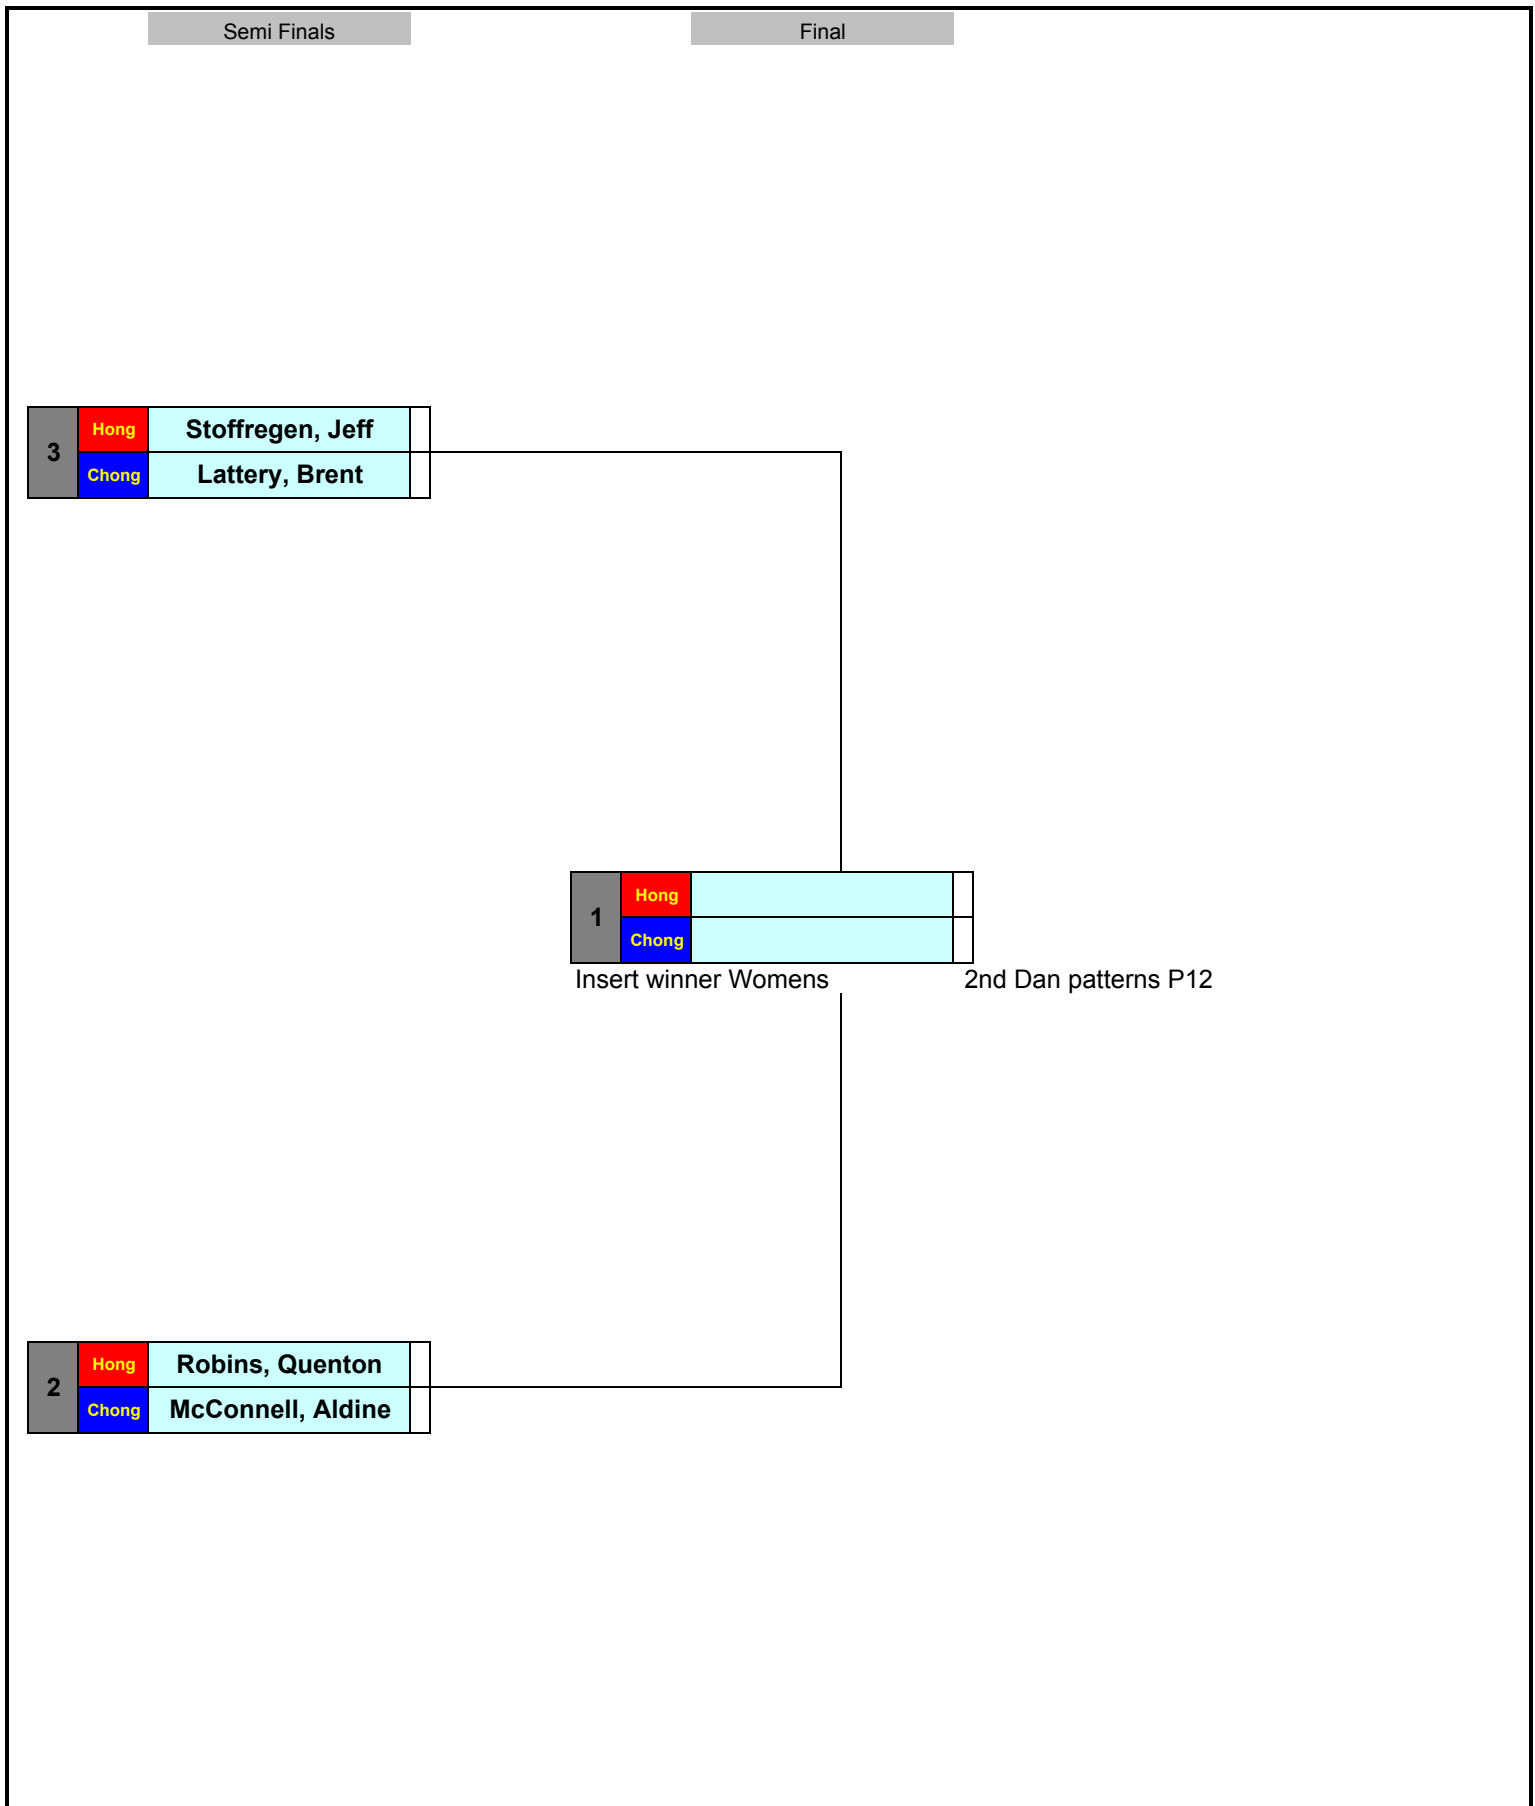 Semi Finals Final
3 Hong Stoffregen, Jeff
Chong Lattery, Brent
1 Hong
Chong
Insert winner Womens 2nd Dan patterns P12
2 Hong Robins, Quenton
Chong McConnell, Aldine